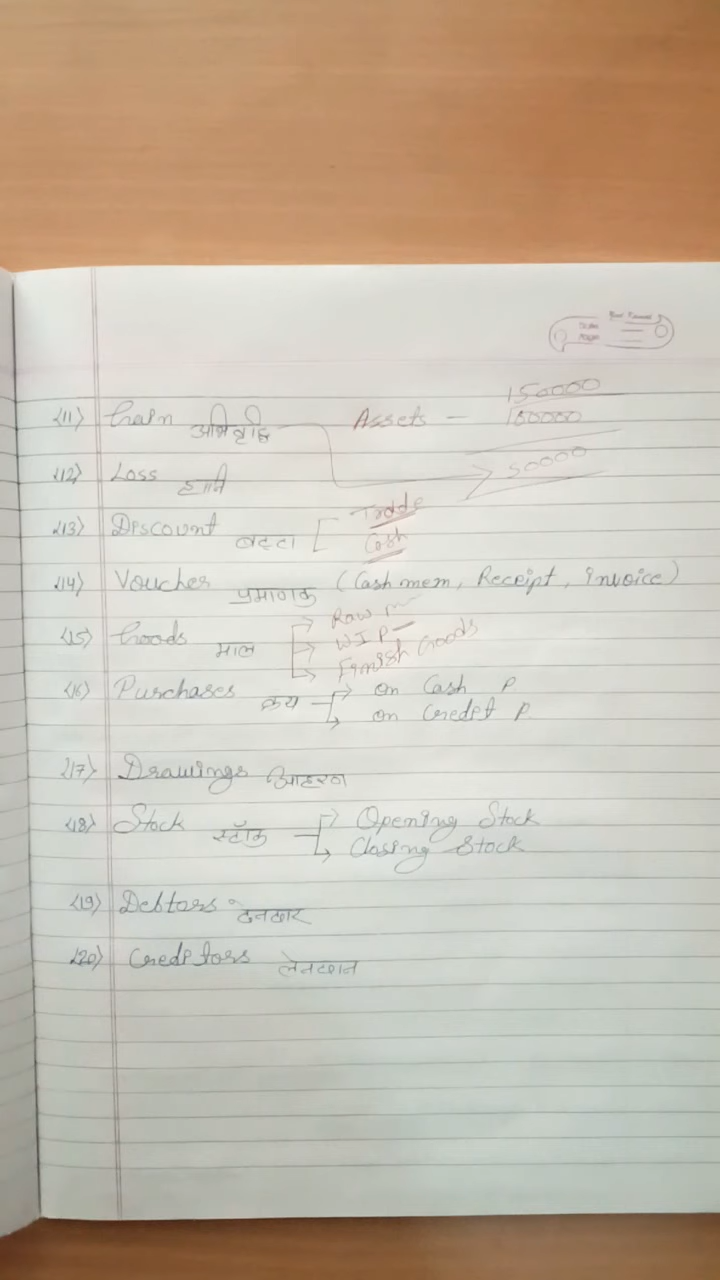 150000
(11) Gain अभिवृद्धि Assets - 100000
50000
(12) Loss हानि
(13) Discount बट्टा Trade
Cash
(14) Voucher प्रमाणक (Cash mem, Receipt, Invoice)
(15) Goods माल → Raw m
→ WIP
→ Finish Goods
(16) Purchases क्रय → on Cash P
→ on Credit P
(17) Drawings आहरण
(18) Stock स्टॉक → Opening Stock
→ Closing Stock
(19) Debtors देनदार
(20) Creditors